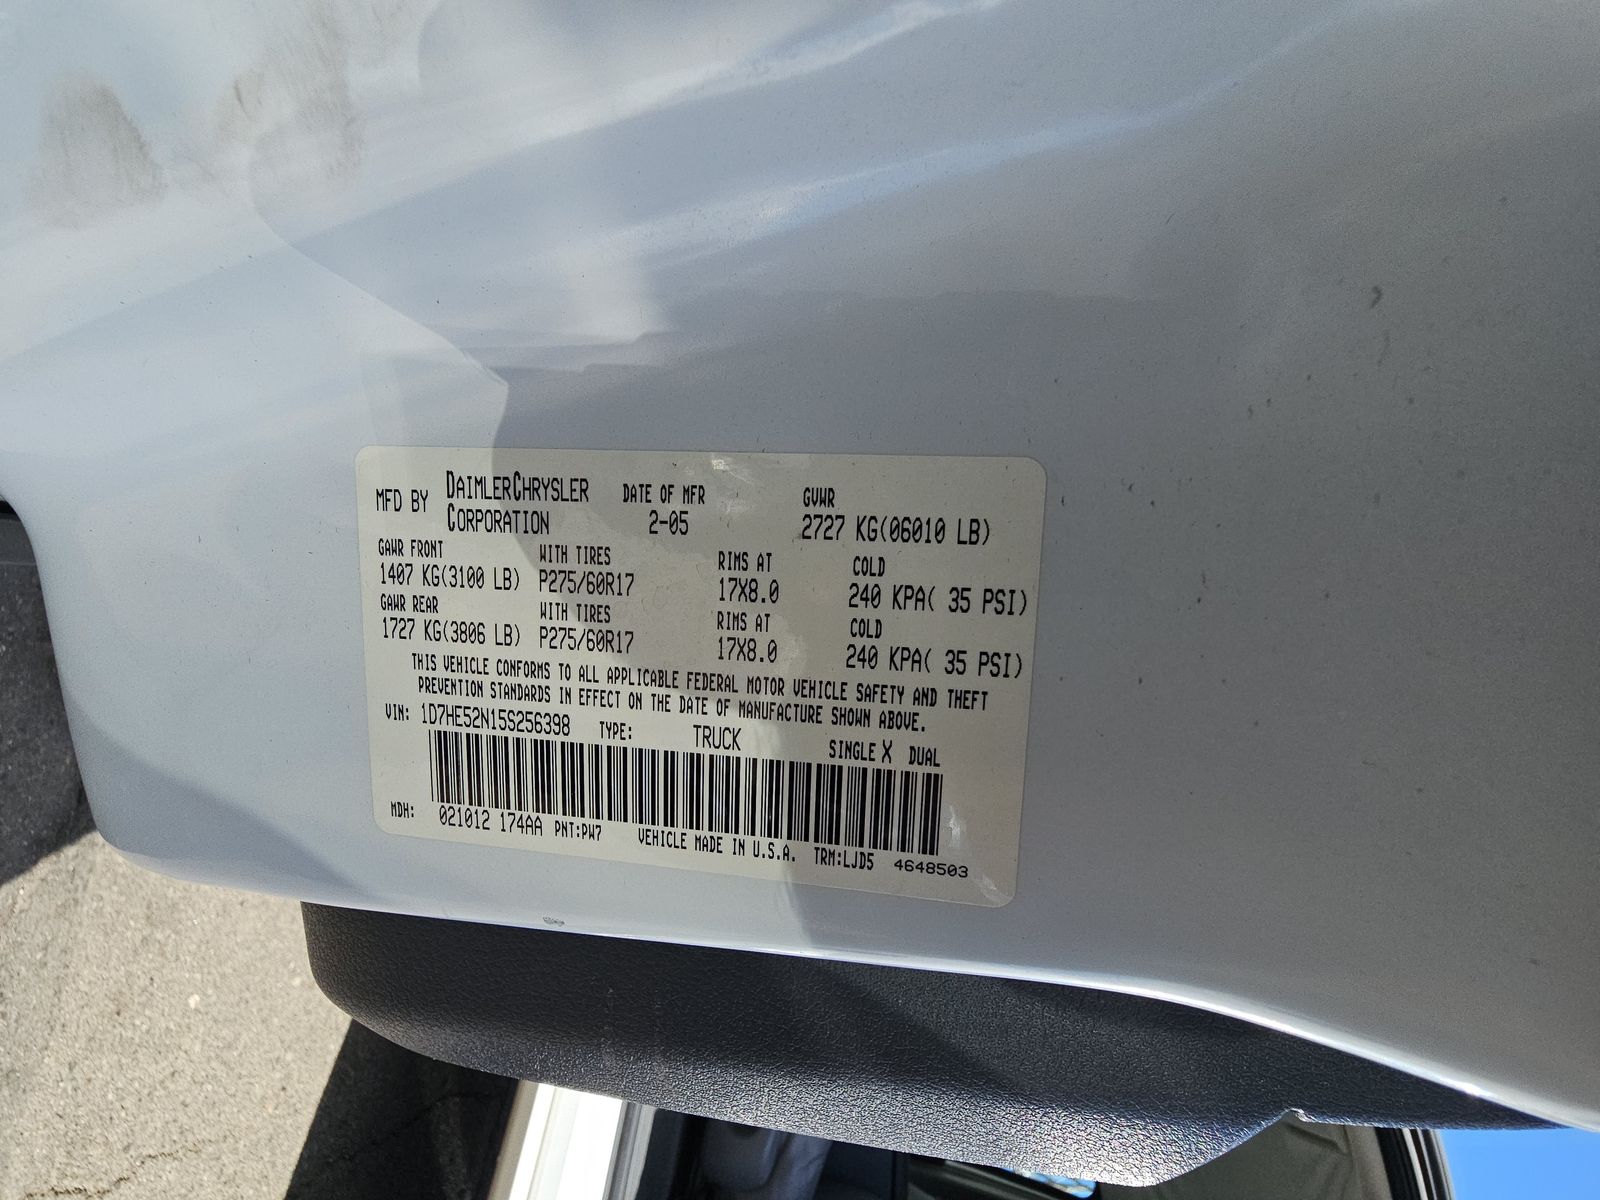 MFD BY DAIMLERCHRYSLER CORPORATION DATE OF MFR 2-05 GVWR 2727 KG(06010 LB)
GAWR FRONT WITH TIRES RIMS AT COLD
1407 KG(3100 LB) P275/60R17 17X8.0 240 KPA( 35 PSI)
GAWR REAR WITH TIRES RIMS AT COLD
1727 KG(3806 LB) P275/60R17 17X8.0 240 KPA( 35 PSI)
THIS VEHICLE CONFORMS TO ALL APPLICABLE FEDERAL MOTOR VEHICLE SAFETY AND THEFT
PREVENTION STANDARDS IN EFFECT ON THE DATE OF MANUFACTURE SHOWN ABOVE.
VIN: 1D7HE52N15S256398 TYPE: TRUCK SINGLE X DUAL
MDH: 021012 174AA PNT:PW7 VEHICLE MADE IN U.S.A. TRM:LJD5 4648503